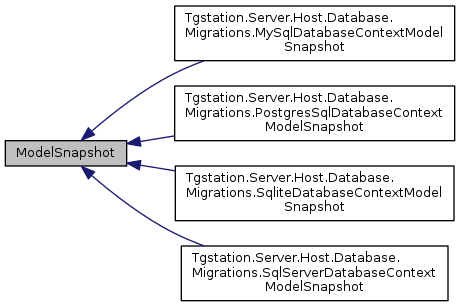 Tgstation.Server.Host.Database.
Migrations.MySqlDatabaseContextModel
Snapshot
Tgstation.Server.Host.Database.
Migrations.PostgresSqlDatabaseContext
ModelSnapshot
ModelSnapshot
Tgstation.Server.Host.Database.
Migrations.SqliteDatabaseContextModel
Snapshot
Tgstation.Server.Host.Database.
Migrations.SqlServerDatabaseContext
ModelSnapshot